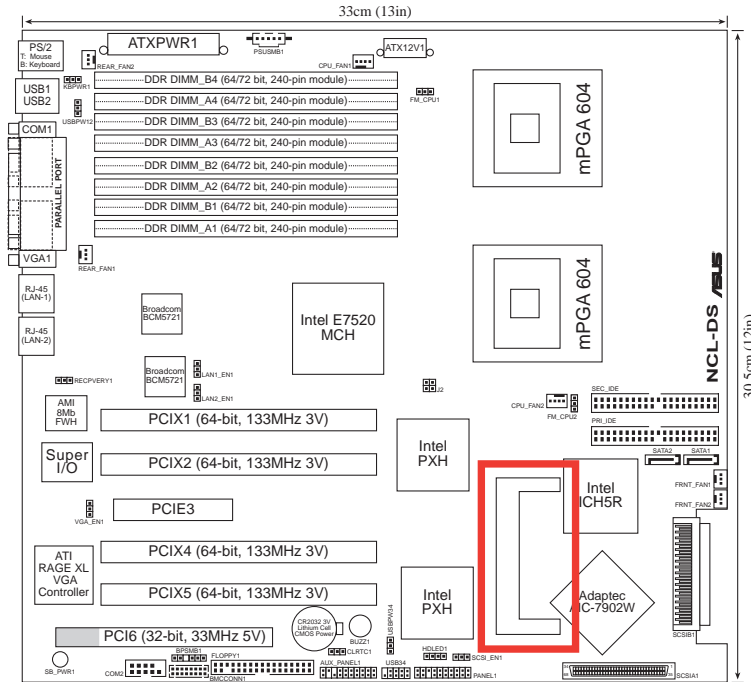 33cm (13in)
PS/2
T: Mouse
B: Keyboard
REAR_FAN2
ATXPWR1
PSUSMB1
CPU_FAN1
ATX12V1
USB1
USB2
KBPWR1
USBPW12
FM_CPU1
DDR DIMM_B4 (64/72 bit, 240-pin module)
DDR DIMM_A4 (64/72 bit, 240-pin module)
DDR DIMM_B3 (64/72 bit, 240-pin module)
DDR DIMM_A3 (64/72 bit, 240-pin module)
DDR DIMM_B2 (64/72 bit, 240-pin module)
DDR DIMM_A2 (64/72 bit, 240-pin module)
DDR DIMM_B1 (64/72 bit, 240-pin module)
DDR DIMM_A1 (64/72 bit, 240-pin module)
mPGA 604
COM1
PARALLEL PORT
VGA1
REAR_FAN1
mPGA 604
RJ-45
(LAN-1)
RJ-45
(LAN-2)
Broadcom
BCM5721
Intel E7520
MCH
NCL-DS ASUS
30.5cm (12in)
Broadcom
BCM5721
LAN1_EN1
LAN2_EN1
RECPVERY1
J2
CPU_FAN2
FM_CPU2
SEC_IDE
PRI_IDE
AMI
8Mb
FWH
PCIX1 (64-bit, 133MHz 3V)
Super
I/O
PCIX2 (64-bit, 133MHz 3V)
Intel
PXH
SATA2
SATA1
Intel
ICH5R
FRNT_FAN1
FRNT_FAN2
VGA_EN1
PCIE3
ATI
RAGE XL
VGA
Controller
PCIX4 (64-bit, 133MHz 3V)
PCIX5 (64-bit, 133MHz 3V)
Intel
PXH
Adaptec
AIC-7902W
SCSIB1
PCI6 (32-bit, 33MHz 5V)
CR2032 3V
Lithium Cell
CMOS Power
BUZZ1
USBPW34
SB_PWR1
COM2
BPSMB1
BMCCONN1
FLOPPY1
CLRTC1
AUX_PANEL1
USB34
HDLED1
SCSI_EN1
PANEL1
SCSIA1